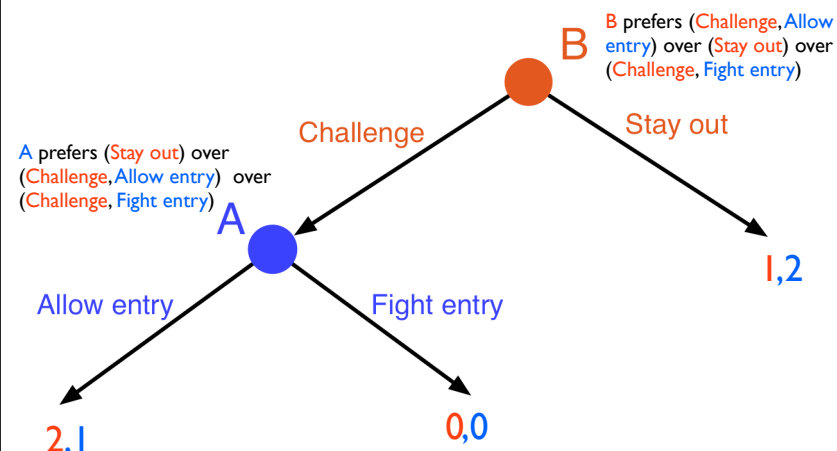 B prefers (Challenge, Allow
entry) over (Stay out) over
(Challenge, Fight entry)
B
Challenge
Stay out
A prefers (Stay out) over
(Challenge, Allow entry) over
(Challenge, Fight entry)
A
1,2
Allow entry
Fight entry
2,1
0,0